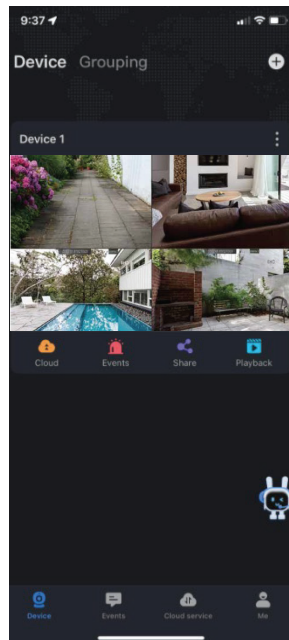 9:37
Device Grouping
Device 1
Cloud Events Share Playback
Device Events Cloud service Me